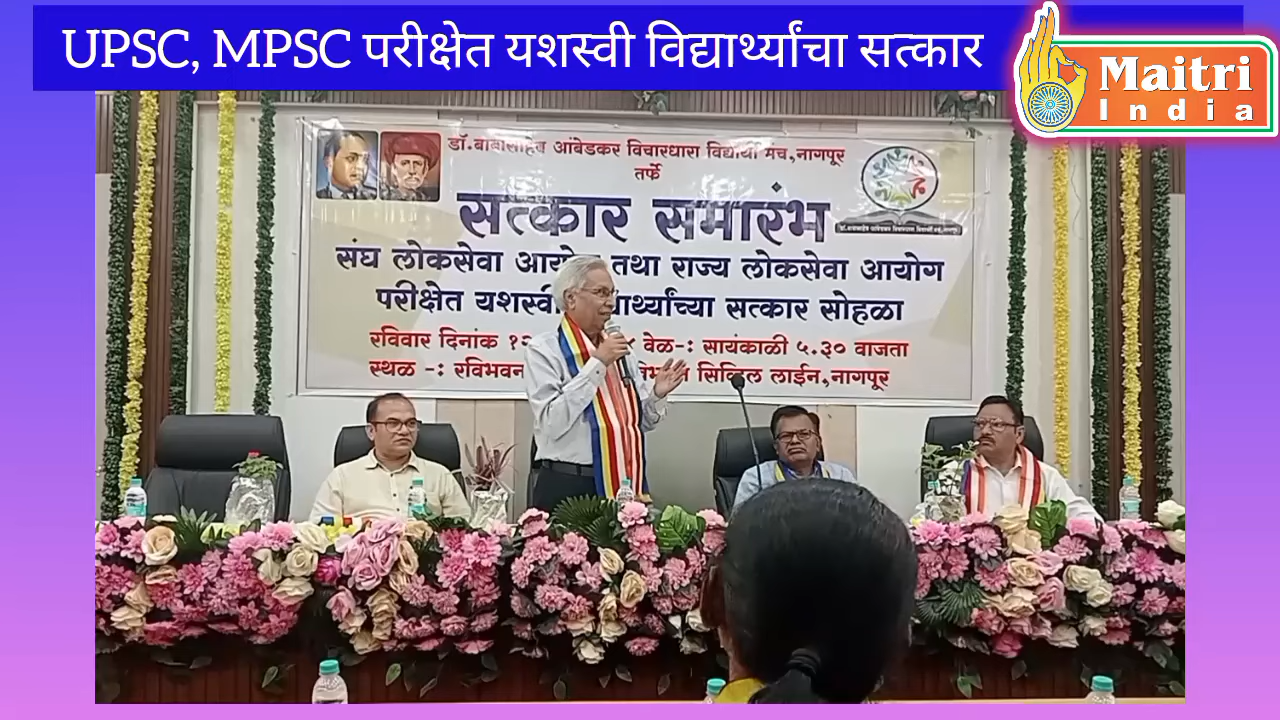 UPSC, MPSC परीक्षेत यशस्वी विद्यार्थ्यांचा सत्कार
Maitri
India
डॉ.बाबासाहेब आंबेडकर विचारधारा विद्यार्थी मंच,नागपूर
तर्फे
सत्कार समारंभ
संघ लोकसेवा तथा राज्य लोकसेवा आयोग
परीक्षेत सत्कार सोहळा
रविवार दिनांक वेळ-: सायंकाळी ५.३० वाजता
स्थळ -: रविभवन सिव्हिल लाईन,नागपूर